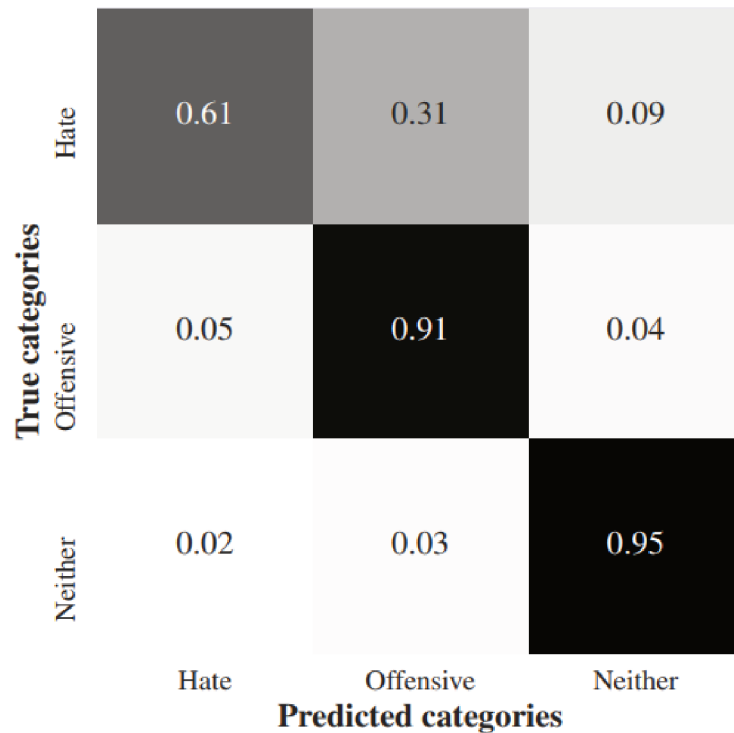 Hate 0.61 0.31 0.09
Offensive 0.05 0.91 0.04
Neither 0.02 0.03 0.95
True categories
Hate Offensive Neither
Predicted categories